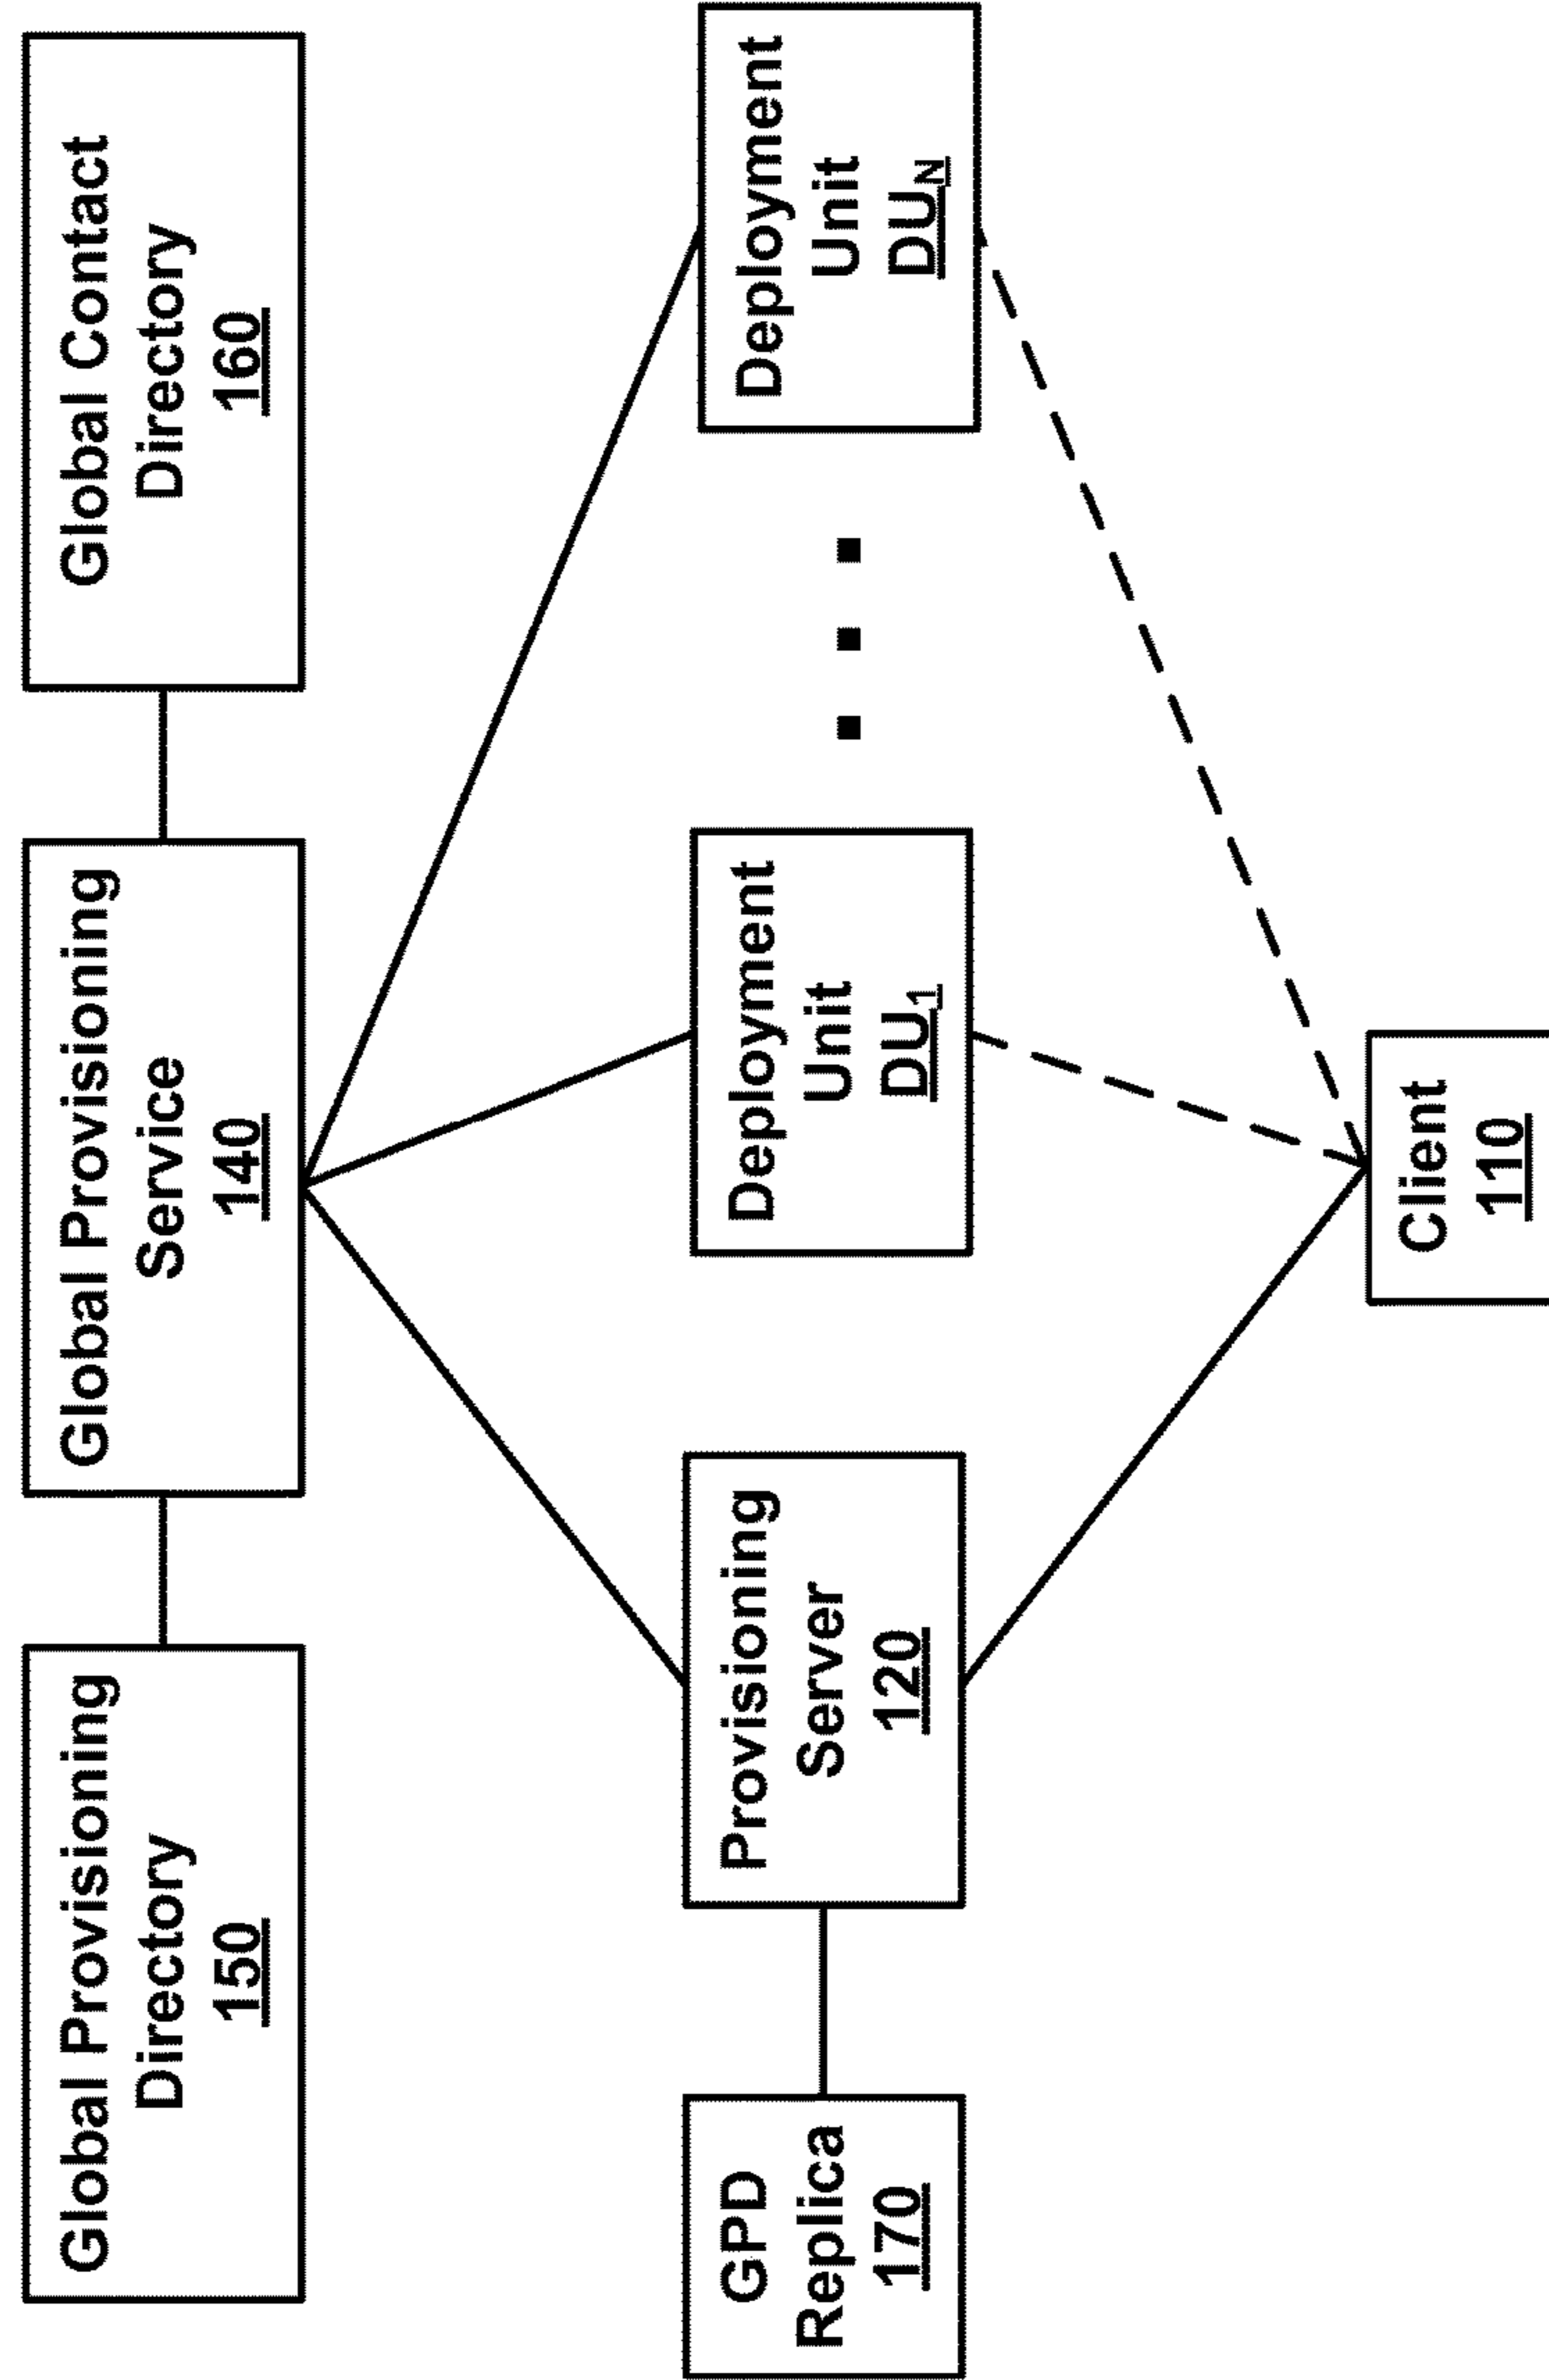 Global Provisioning
Directory
150
Global Provisioning
Service
140
Global Contact
Directory
160
GPD
Replica
170
Provisioning
Server
120
Deployment
Unit
DU1
Deployment
Unit
DUN
Client
110